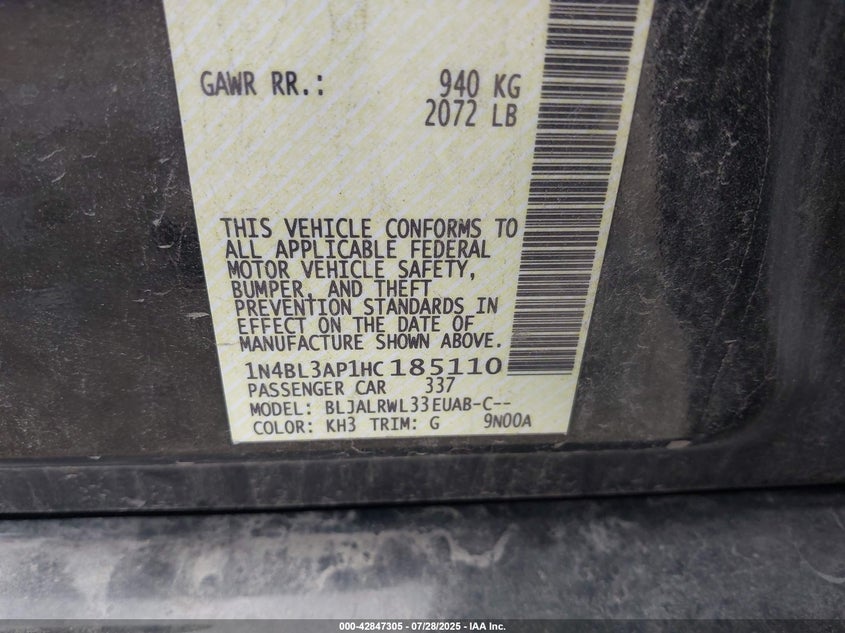 GAWR RR.: 940 KG
2072 LB
THIS VEHICLE CONFORMS TO
ALL APPLICABLE FEDERAL
MOTOR VEHICLE SAFETY,
BUMPER, AND THEFT
PREVENTION STANDARDS IN
EFFECT ON THE DATE OF
MANUFACTURE SHOWN ABOVE.
1N4BL3AP1HC185110
PASSENGER CAR 337
MODEL: BLJALRWL33EUAB-C--
COLOR: KH3 TRIM: G 9N00A
000-42847305 — 07/28/2025 — IAA Inc.